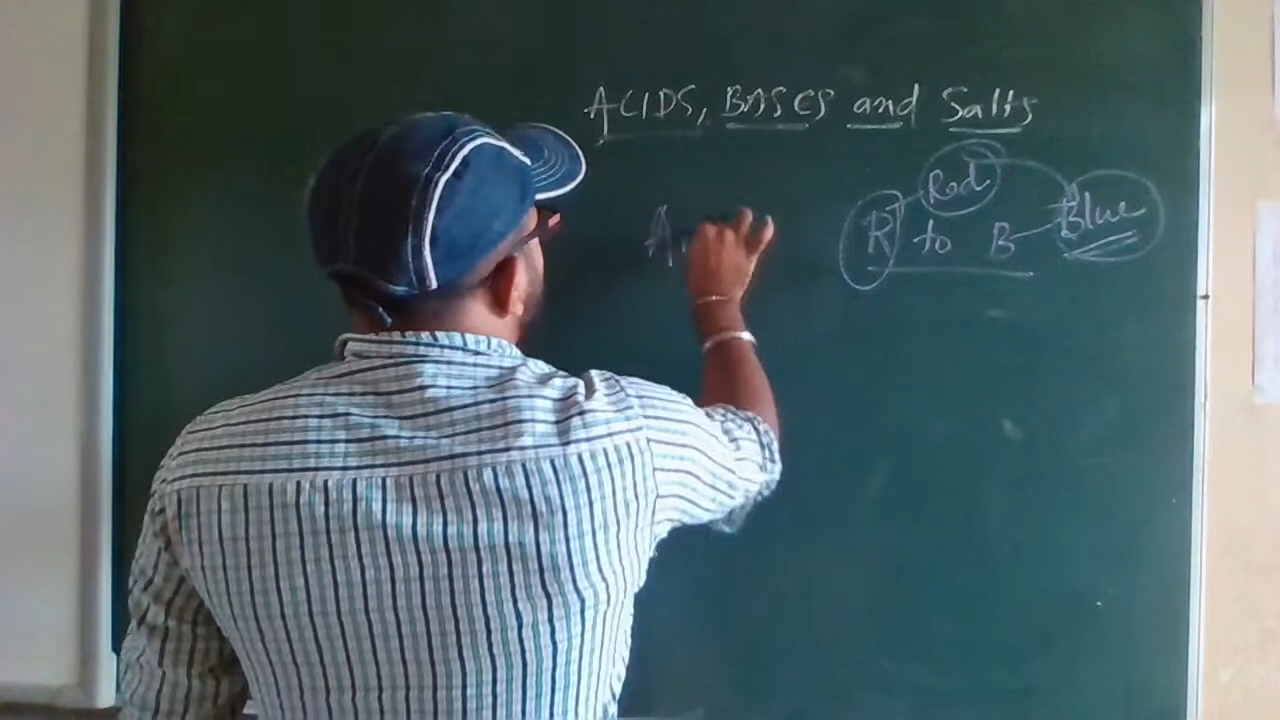 ACIDS, BASES and Salts
Red
R to B Blue
A